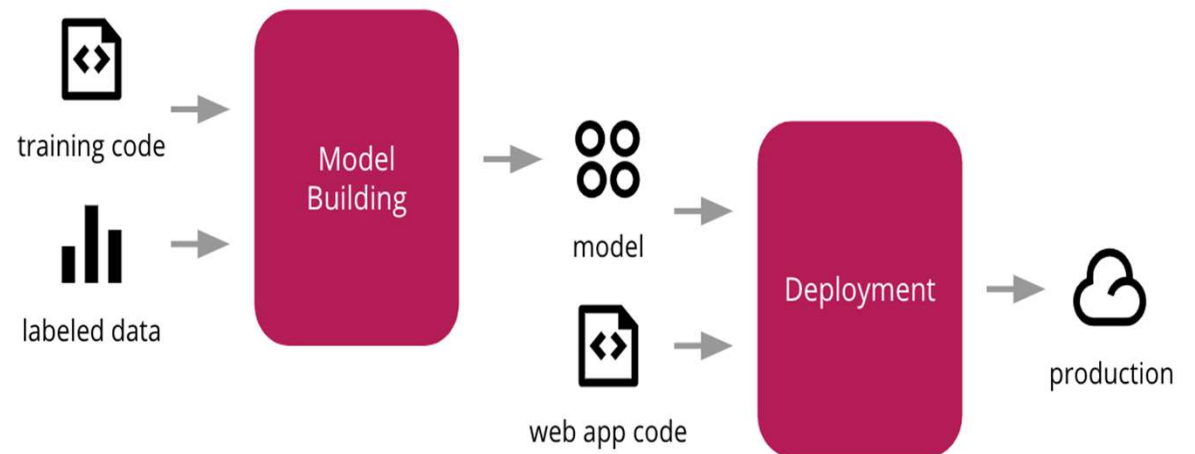 training code
labeled data
Model
Building
model
web app code
Deployment
production